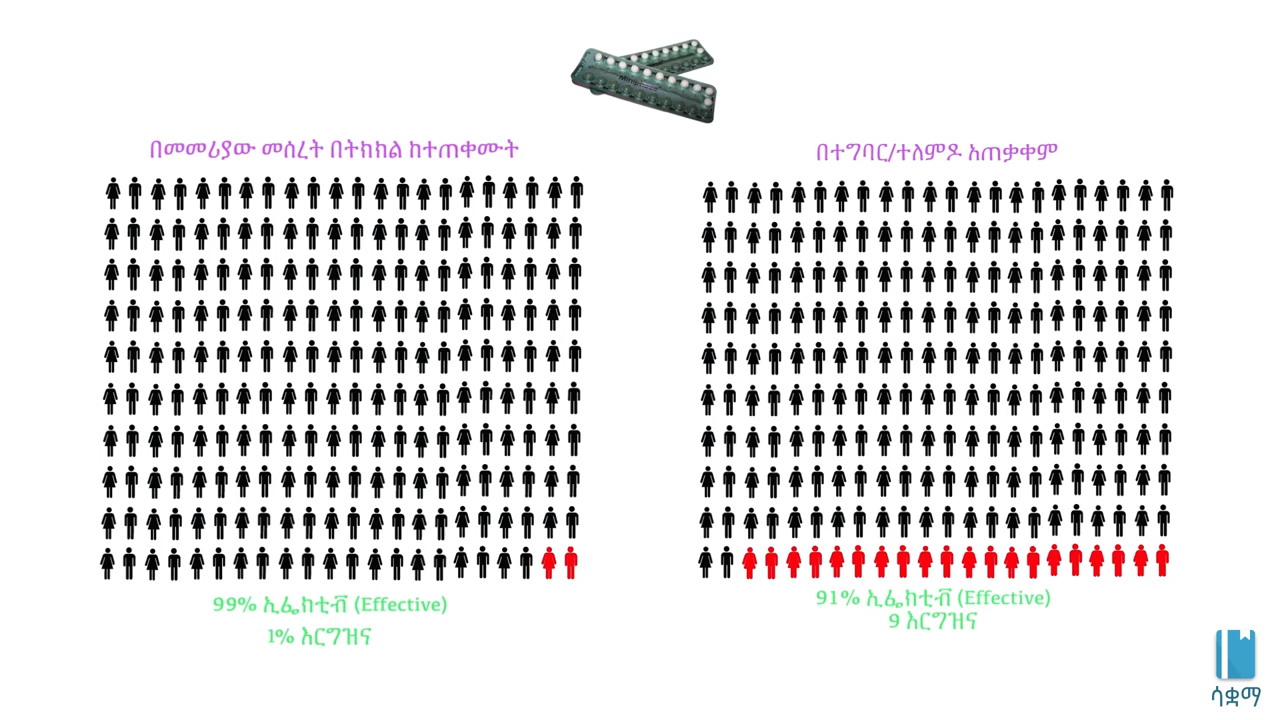 በመመሪያው መሰረት በትክክል ከተጠቀሙት
በተግባር/ተለምዶ አጠቃቀም
99% ኢፌክቲቭ (Effective)
1% እርግዝና
91% ኢፌክቲቭ (Effective)
9 እርግዝና
ሳቋማ